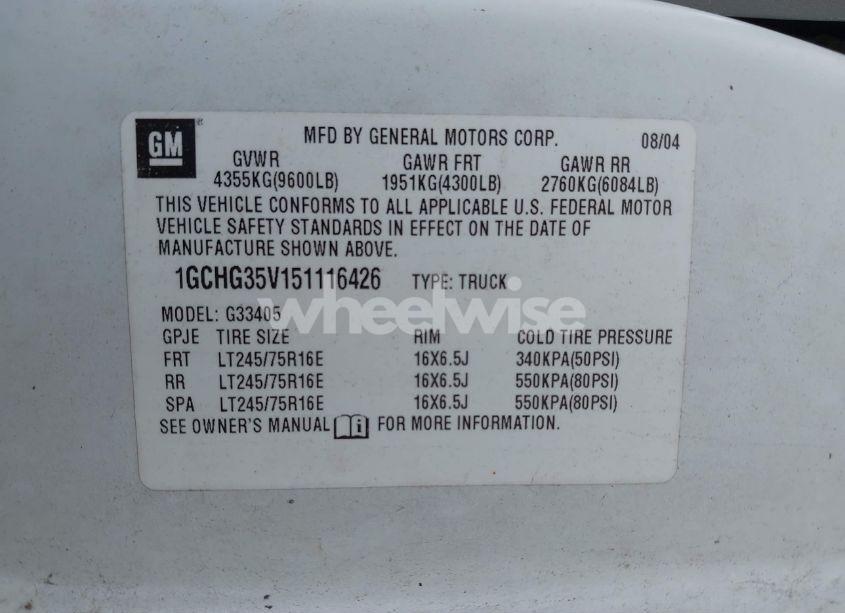 GM
®
MFD BY GENERAL MOTORS CORP. 08/04
GVWR GAWR FRT GAWR RR
4355KG(9600LB) 1951KG(4300LB) 2760KG(6084LB)
THIS VEHICLE CONFORMS TO ALL APPLICABLE U.S. FEDERAL MOTOR
VEHICLE SAFETY STANDARDS IN EFFECT ON THE DATE OF
MANUFACTURE SHOWN ABOVE.
1GCHG35V151116426 TYPE: TRUCK
wheelwise
MODEL: G33405
GPJE TIRE SIZE RIM COLD TIRE PRESSURE
FRT LT245/75R16E 16X6.5J 340KPA(50PSI)
RR LT245/75R16E 16X6.5J 550KPA(80PSI)
SPA LT245/75R16E 16X6.5J 550KPA(80PSI)
SEE OWNER'S MANUAL i FOR MORE INFORMATION.